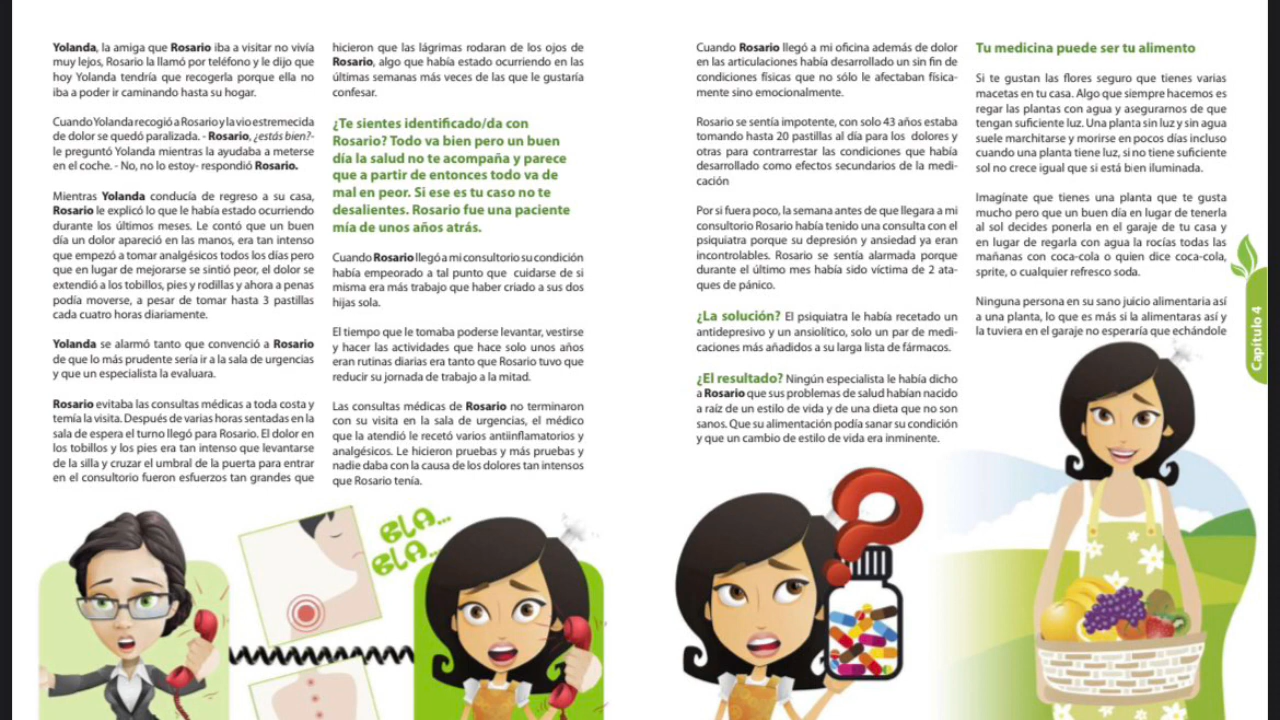 Yolanda, la amiga que Rosario iba a visitar no vivía
muy lejos, Rosario la llamó por teléfono y le dijo que
hoy Yolanda tendría que recogerla porque ella no
iba a poder ir caminando hasta su hogar.
Cuando Yolanda recogió a Rosario y la vio estremecida
de dolor se quedó paralizada. - Rosario, ¿estás bien?-
le preguntó Yolanda mientras la ayudaba a meterse
en el coche. - No, no lo estoy- respondió Rosario.
Mientras Yolanda conducía de regreso a su casa,
Rosario le explicó lo que le había estado ocurriendo
durante los últimos meses. Le contó que un buen
día un dolor apareció en las manos, era tan intenso
que empezó a tomar analgésicos todos los días pero
que en lugar de mejorarse se sintió peor, el dolor se
extendió a los tobillos, pies y rodillas y ahora a penas
podía moverse, a pesar de tomar hasta 3 pastillas
cada cuatro horas diariamente.
Yolanda se alarmó tanto que convenció a Rosario
de que lo más prudente sería ir a la sala de urgencias
y que un especialista la evaluara.
Rosario evitaba las consultas médicas a toda costa y
temía la visita. Después de varias horas sentadas en la
sala de espera el turno llegó para Rosario. El dolor en
los tobillos y los pies era tan intenso que levantarse
de la silla y cruzar el umbral de la puerta para entrar
en el consultorio fueron esfuerzos tan grandes que
hicieron que las lágrimas rodaran de los ojos de
Rosario, algo que había estado ocurriendo en las
últimas semanas más veces de las que le gustaría
confesar.
¿Te sientes identificado/da con
Rosario? Todo va bien pero un buen
día la salud no te acompaña y parece
que a partir de entonces todo va de
mal en peor. Si ese es tu caso no te
desalientes. Rosario fue una paciente
mía de unos años atrás.
Cuando Rosario llegó a mi consultorio su condición
había empeorado a tal punto que cuidarse de si
misma era más trabajo que haber criado a sus dos
hijas sola.
El tiempo que le tomaba poderse levantar, vestirse
y hacer las actividades que hace solo unos años
eran rutinas diarias era tanto que Rosario tuvo que
reducir su jornada de trabajo a la mitad.
Las consultas médicas de Rosario no terminaron
con su visita en la sala de urgencias, el médico
que la atendió le recetó varios antiinflamatorios y
analgésicos. Le hicieron pruebas y más pruebas y
nadie daba con la causa de los dolores tan intensos
que Rosario tenía.
BLA...
BLA...
Cuando Rosario llegó a mi oficina además de dolor
en las articulaciones había desarrollado un sin fin de
condiciones físicas que no sólo le afectaban física-
mente sino emocionalmente.
Rosario se sentía impotente, con solo 43 años estaba
tomando hasta 20 pastillas al día para los dolores y
otras para contrarrestar las condiciones que había
desarrollado como efectos secundarios de la medi-
cación
Por si fuera poco, la semana antes de que llegara a mi
consultorio Rosario había tenido una consulta con el
psiquiatra porque su depresión y ansiedad ya eran
incontrolables. Rosario se sentía alarmada porque
durante el último mes había sido víctima de 2 ata-
ques de pánico.
¿La solución? El psiquiatra le había recetado un
antidepresivo y un ansiolítico, solo un par de medi-
caciones más añadidos a su larga lista de fármacos.
¿El resultado? Ningún especialista le había dicho
a Rosario que sus problemas de salud habían nacido
a raíz de un estilo de vida y de una dieta que no son
sanos. Que su alimentación podía sanar su condición
y que un cambio de estilo de vida era inminente.
Tu medicina puede ser tu alimento
Si te gustan las flores seguro que tienes varias
macetas en tu casa. Algo que siempre hacemos es
regar las plantas con agua y asegurarnos de que
tengan suficiente luz. Una planta sin luz y sin agua
suele marchitarse y morirse en pocos días incluso
cuando una planta tiene luz, si no tiene suficiente
sol no crece igual que si está bien iluminada.
Imagínate que tienes una planta que te gusta
mucho pero que un buen día en lugar de tenerla
al sol decides ponerla en el garaje de tu casa y
en lugar de regarla con agua la rocías todas las
mañanas con coca-cola o quien dice coca-cola,
sprite, o cualquier refresco soda.
Ninguna persona en su sano juicio alimentaria así
a una planta, lo que es más si la alimentaras así y
la tuviera en el garaje no esperaría que echándole
Capítulo 4